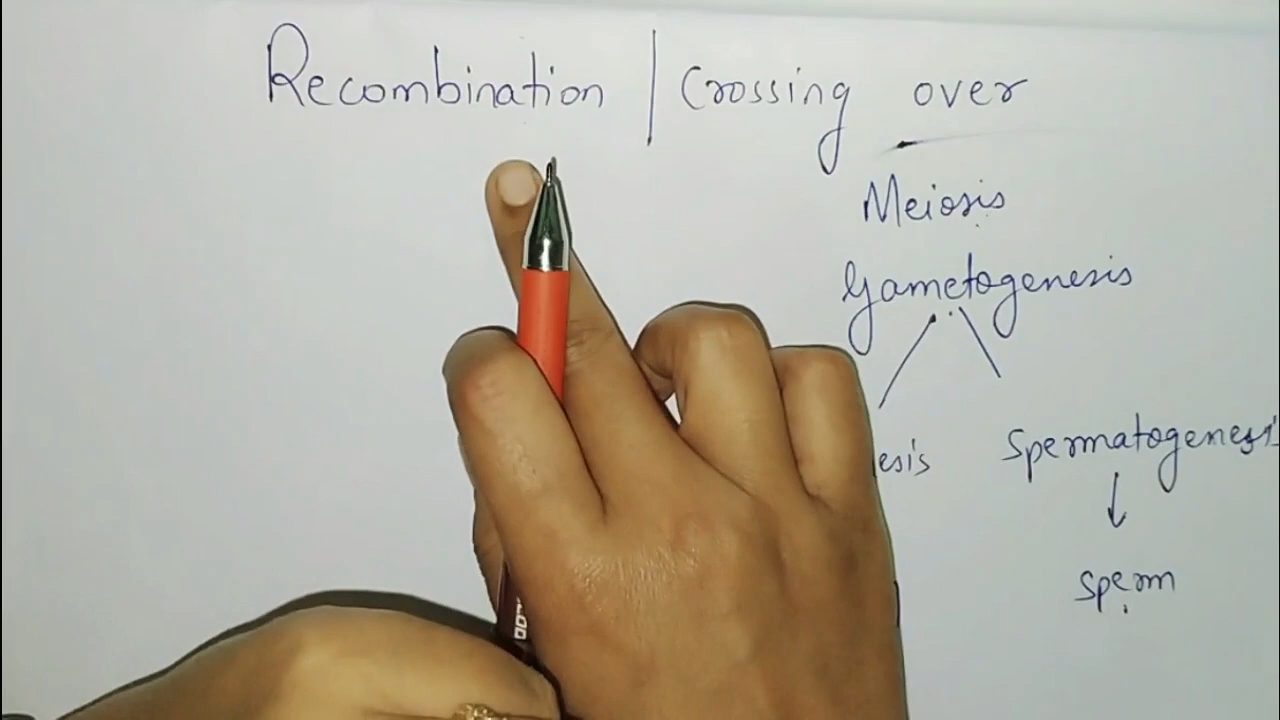 Recombination | Crossing over
Meiosis
Gametogenesis
esis Spermatogenesis
↓
Sperm